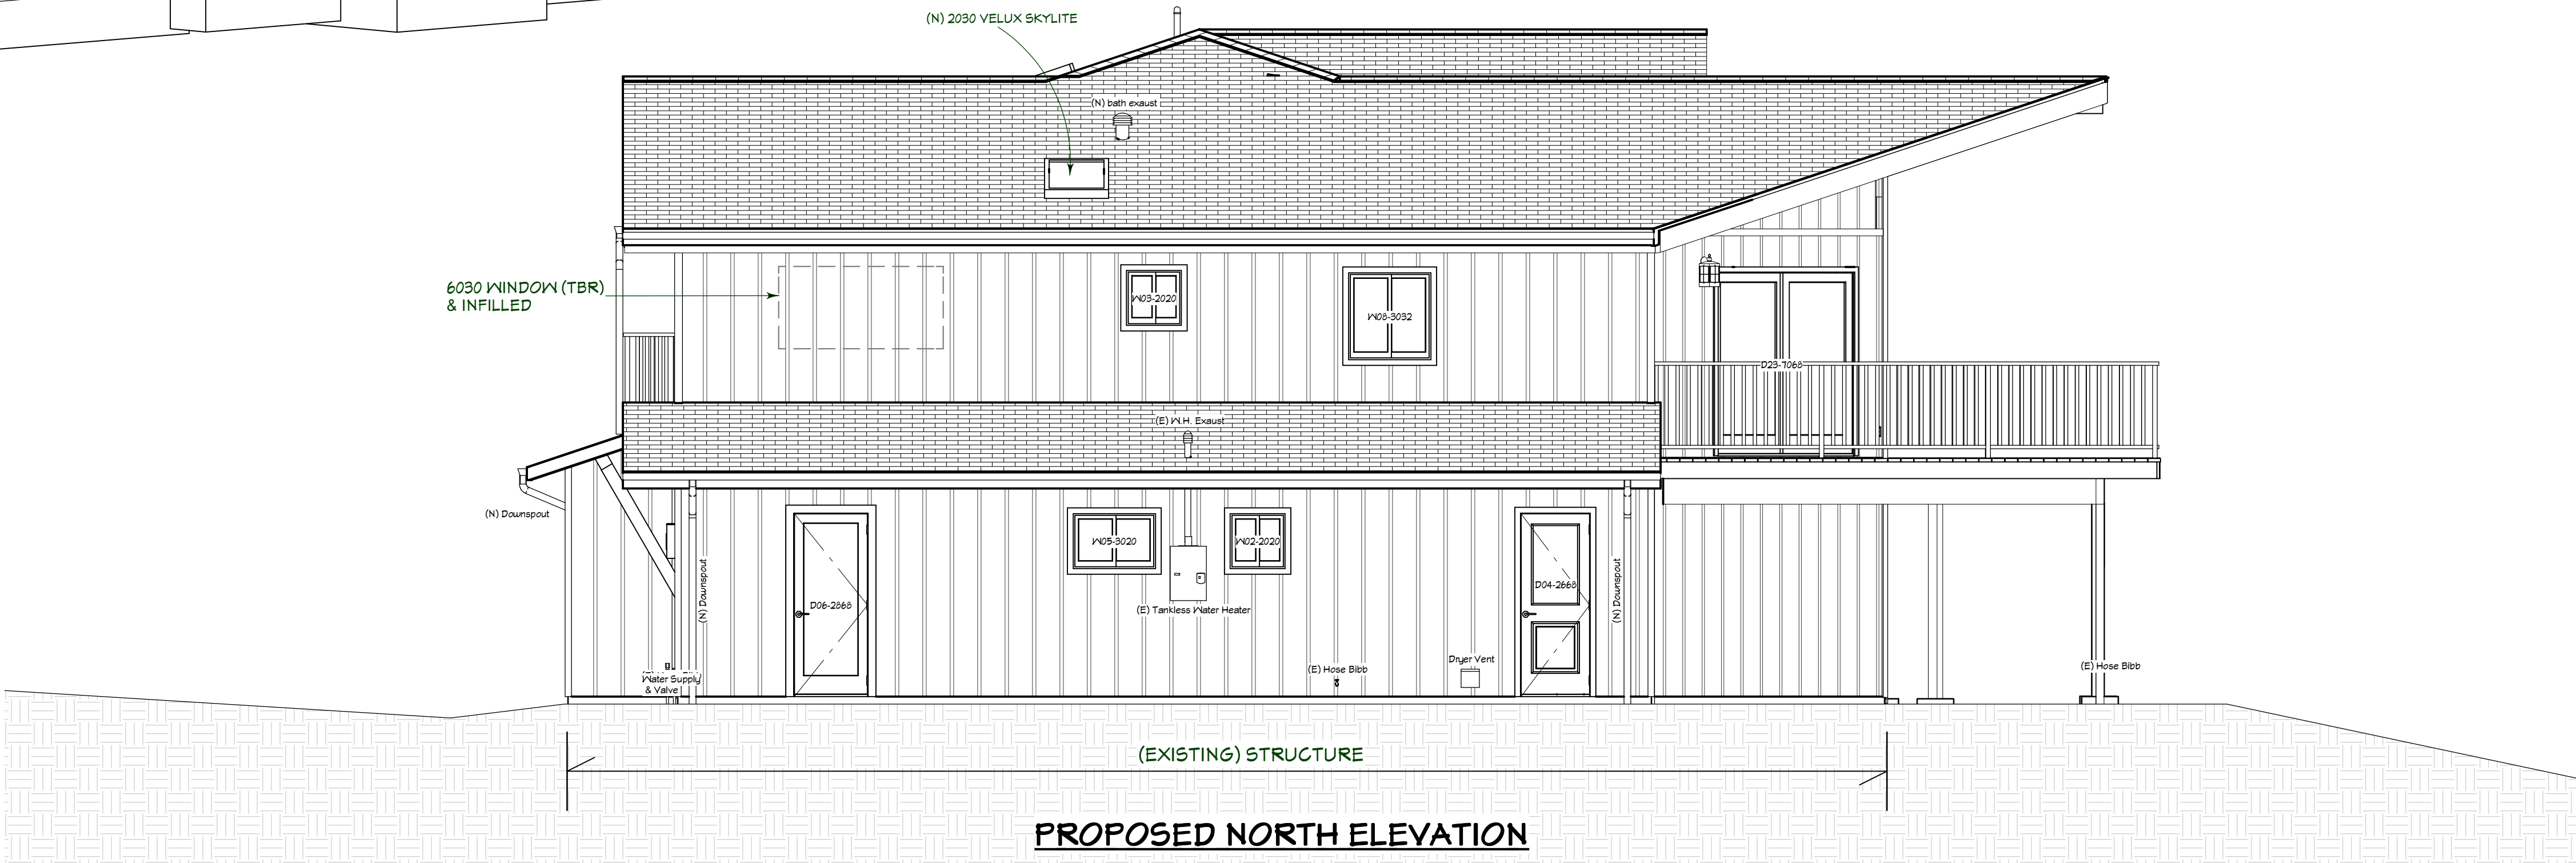 (N) 2030 VELUX SKYLITE
(N) bath exaust
6030 WINDOW (TBR)
& INFILLED
W03-2020
W08-3032
D23-7068
(E) W.H. Exaust
(N) Downspout
(N) Downspout
D06-2868
W05-3020
W02-2020
(E) Tankless Water Heater
D04-2668
(N) Downspout
Water Supply
& Valve
(E) Hose Bibb
Dryer Vent
(E) Hose Bibb
(EXISTING) STRUCTURE
PROPOSED NORTH ELEVATION